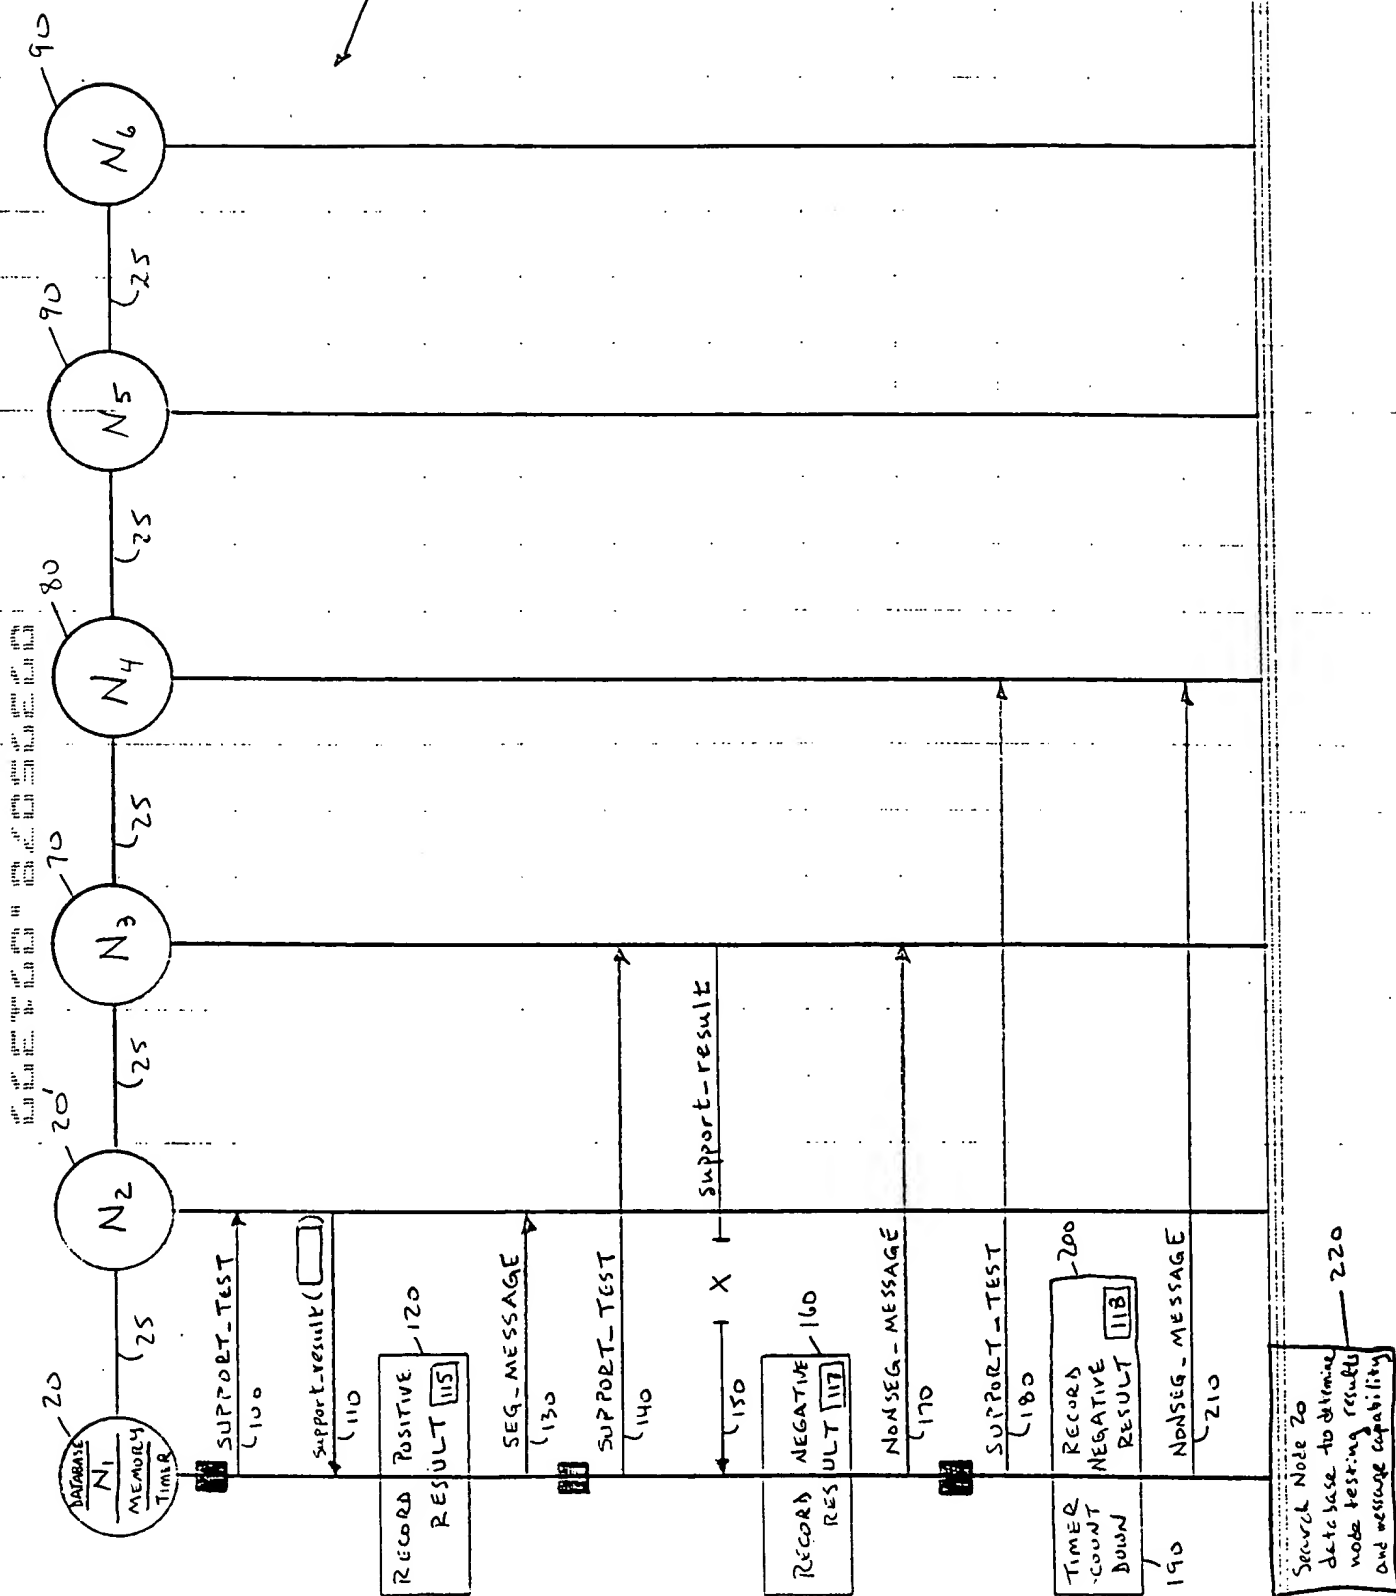 DATABASE
N1
MEMORY
TIMER
20
25
N2
20'
25
N3
70
25
N4
80
25
N5
90
25
N6
90
SUPPORT_TEST
100
support_result ( )
110
RECORD POSITIVE
RESULT 115
120
SEG_MESSAGE
130
SUPPORT_TEST
140
support_result
X
150
RECORD NEGATIVE
RESULT 117
160
NONSEG_MESSAGE
170
SUPPORT_TEST
180
TIMER
COUNT
DOWN
190
RECORD
NEGATIVE
RESULT 118
200
NONSEG_MESSAGE
210
Search Node 20
database to determine
node testing results
and message capability
220